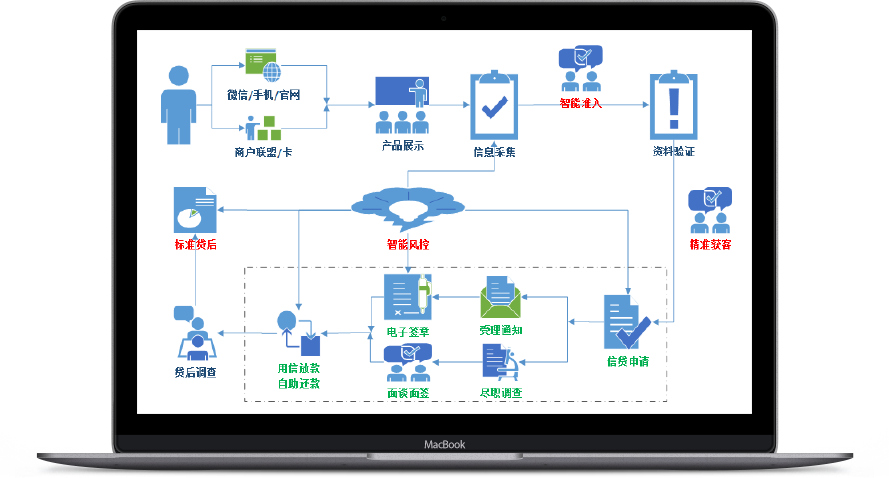 微信/手机/官网
商户联盟/卡
产品展示
信息采集
智能准入
资料验证
标准贷后
智能风控
精准获客
电子签章
受理通知
信贷申请
贷后调查
用信放款
自助还款
面谈面签
尽职调查
MacBook